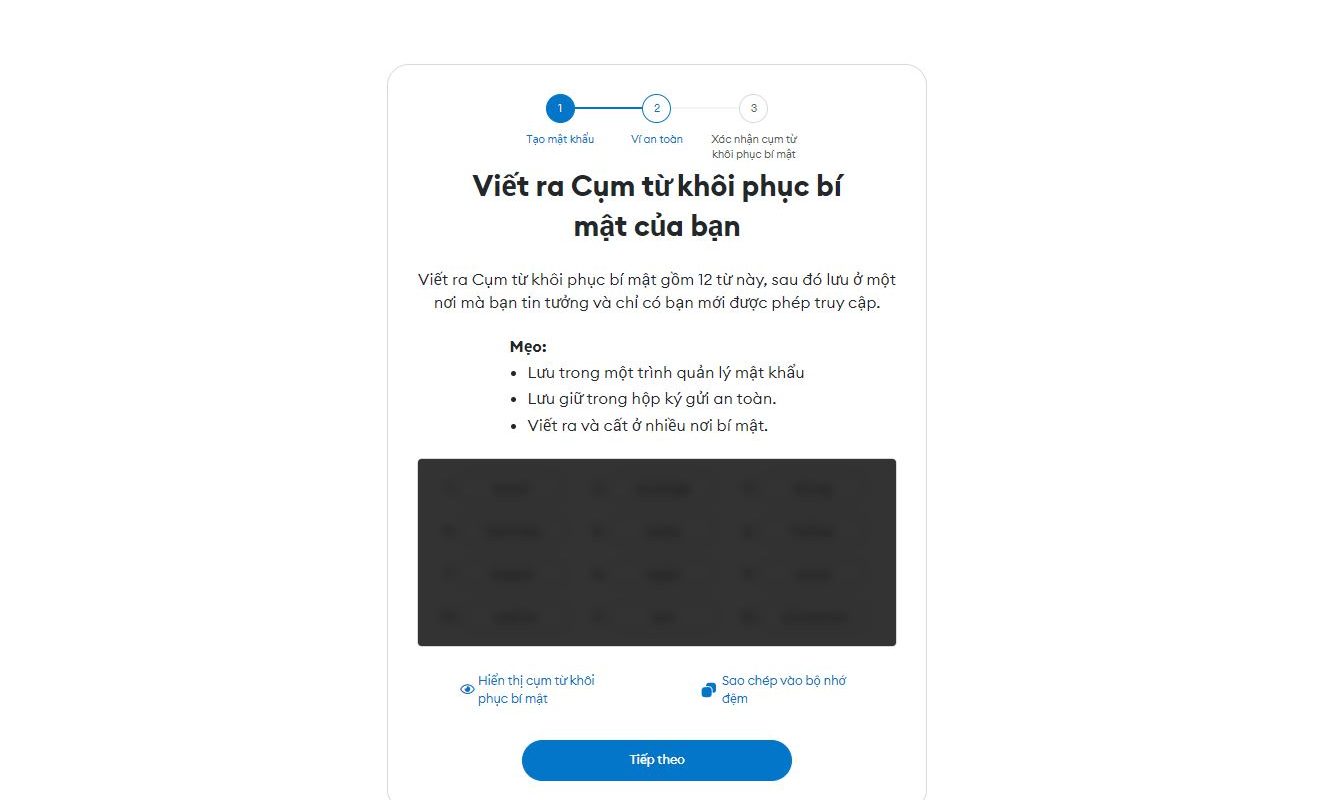 1
2
3
Tạo mật khẩu
Ví an toàn
Xác nhận cụm từ
khôi phục bí mật
Viết ra Cụm từ khôi phục bí
mật của bạn
Viết ra Cụm từ khôi phục bí mật gồm 12 từ này, sau đó lưu ở một
nơi mà bạn tin tưởng và chỉ có bạn mới được phép truy cập.
Mẹo:
• Lưu trong một trình quản lý mật khẩu
• Lưu giữ trong hộp ký gửi an toàn.
• Viết ra và cất ở nhiều nơi bí mật.
Hiển thị cụm từ khôi
phục bí mật
Sao chép vào bộ nhớ
đệm
Tiếp theo